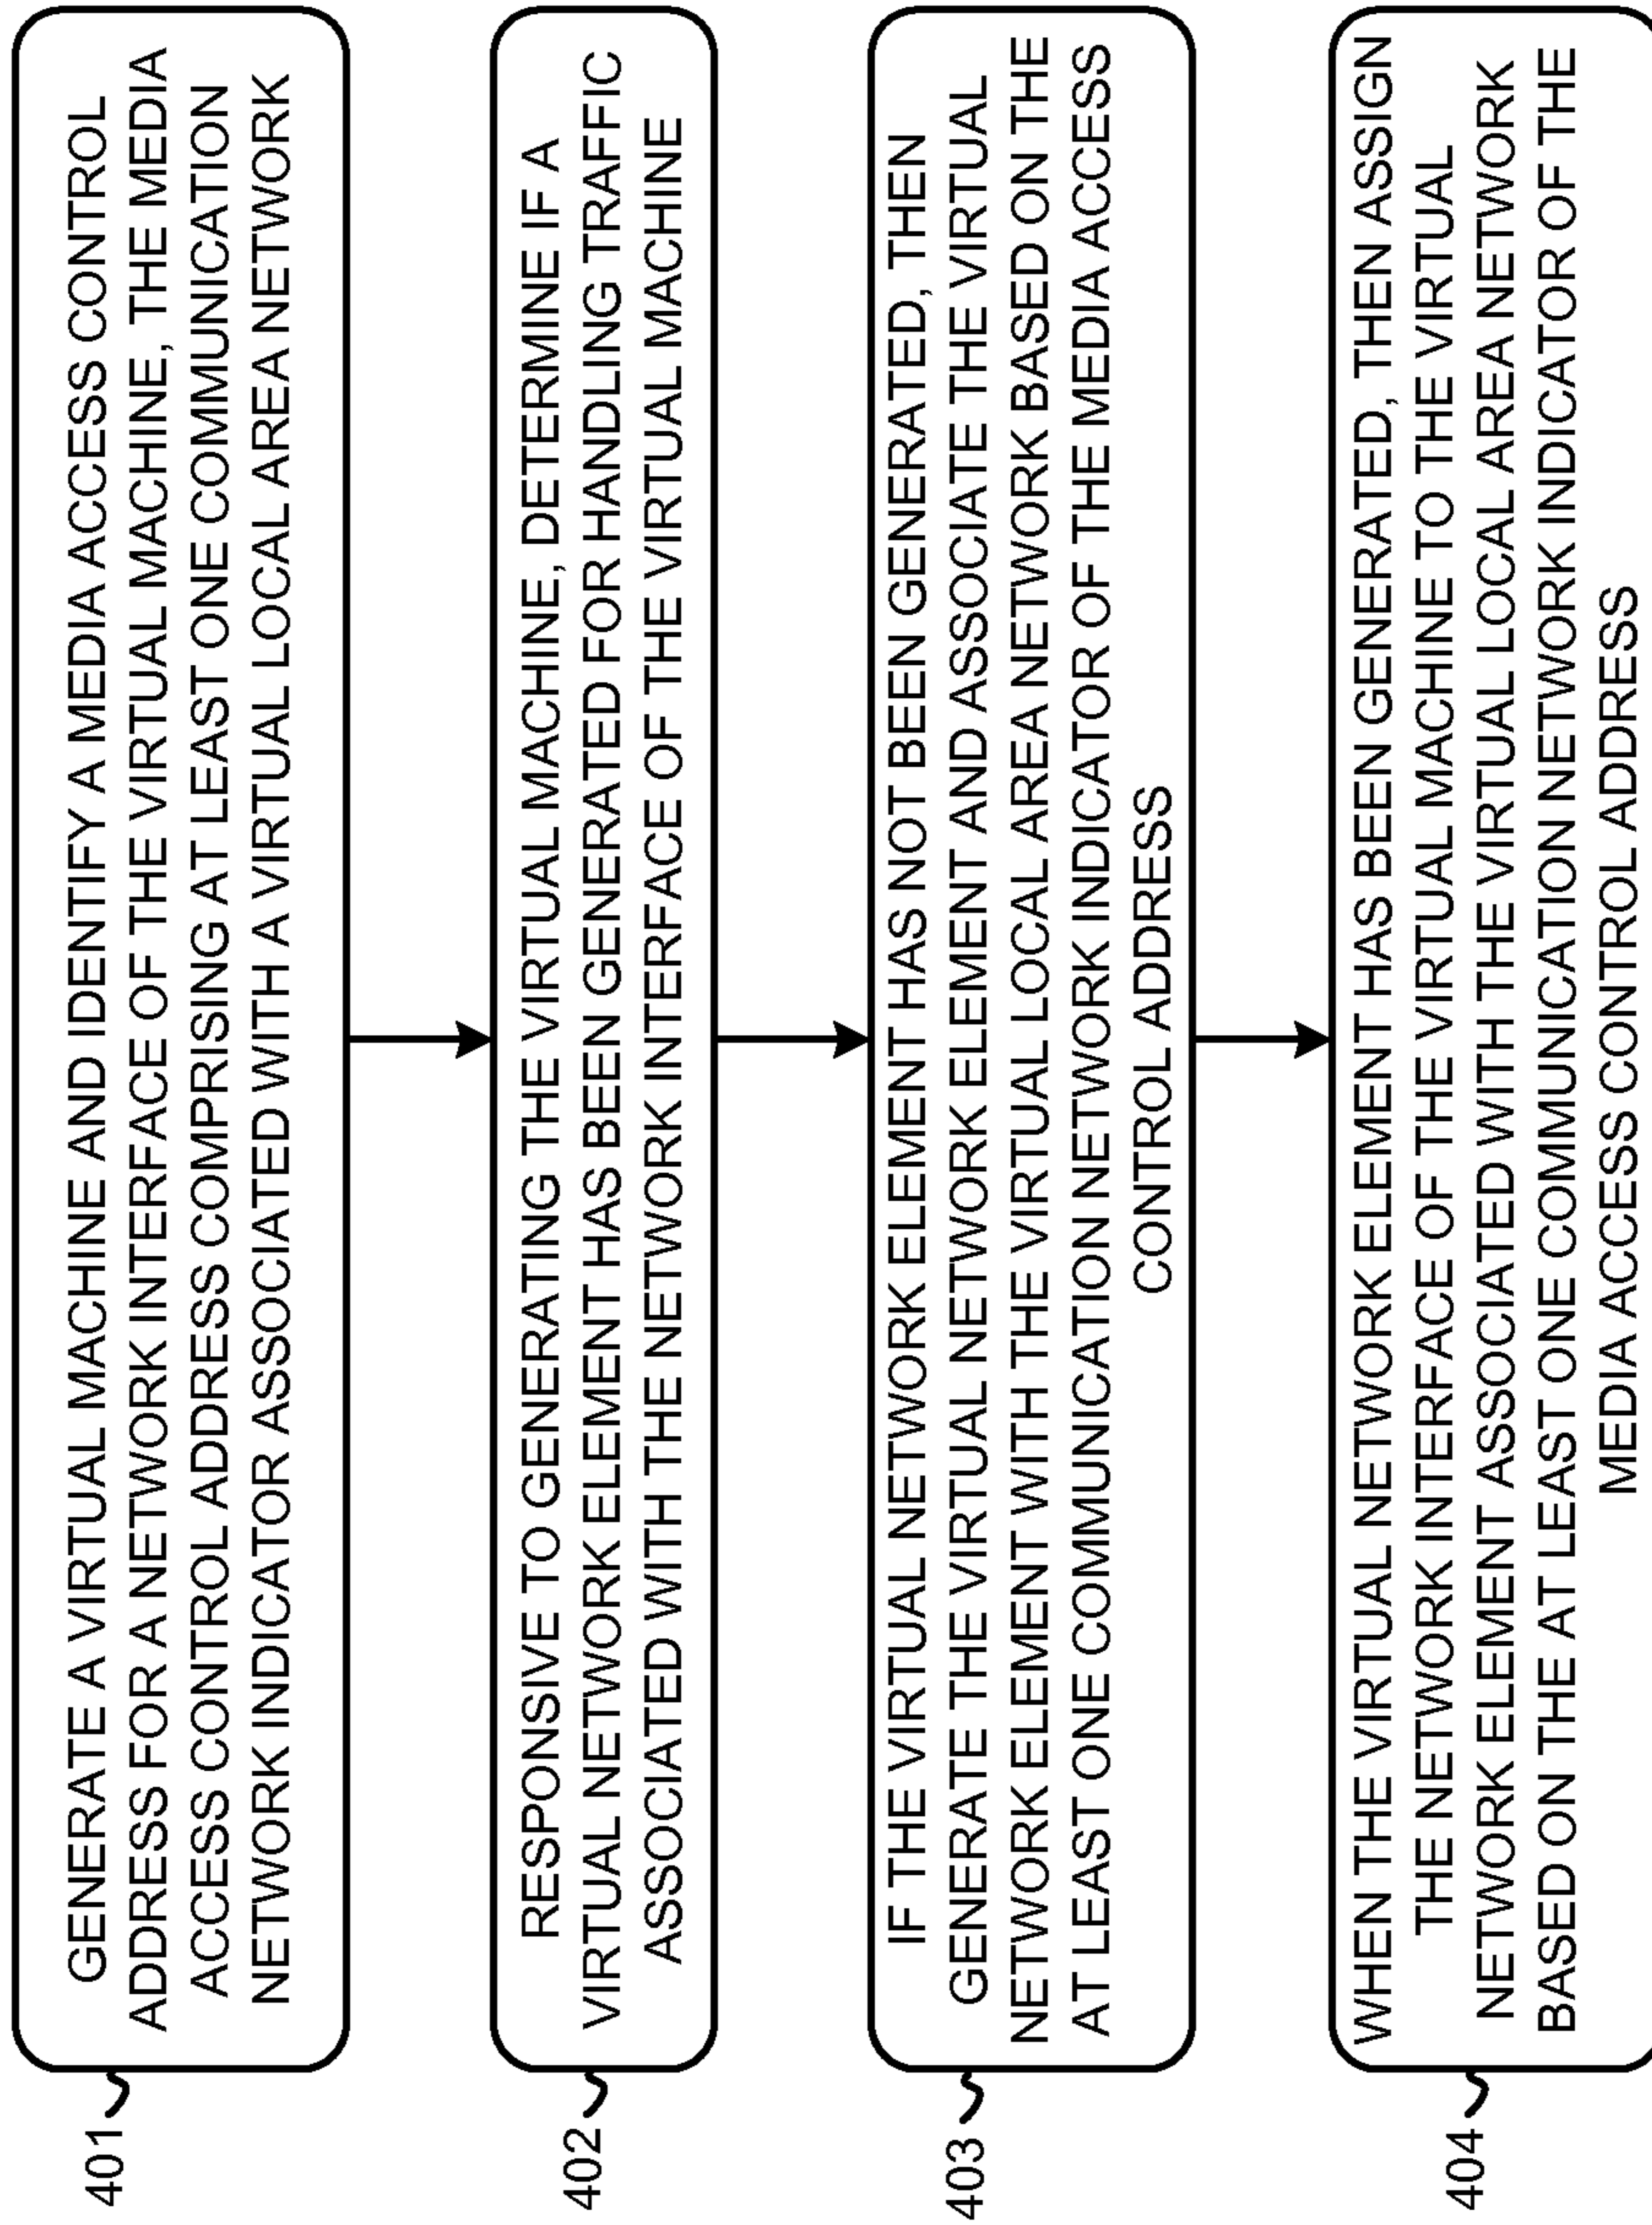 401
GENERATE A VIRTUAL MACHINE AND IDENTIFY A MEDIA ACCESS CONTROL
ADDRESS FOR A NETWORK INTERFACE OF THE VIRTUAL MACHINE, THE MEDIA
ACCESS CONTROL ADDRESS COMPRISING AT LEAST ONE COMMUNICATION
NETWORK INDICATOR ASSOCIATED WITH A VIRTUAL LOCAL AREA NETWORK
402
RESPONSIVE TO GENERATING THE VIRTUAL MACHINE, DETERMINE IF A
VIRTUAL NETWORK ELEMENT HAS BEEN GENERATED FOR HANDLING TRAFFIC
ASSOCIATED WITH THE NETWORK INTERFACE OF THE VIRTUAL MACHINE
403
IF THE VIRTUAL NETWORK ELEMENT HAS NOT BEEN GENERATED, THEN
GENERATE THE VIRTUAL NETWORK ELEMENT AND ASSOCIATE THE VIRTUAL
NETWORK ELEMENT WITH THE VIRTUAL LOCAL AREA NETWORK BASED ON THE
AT LEAST ONE COMMUNICATION NETWORK INDICATOR OF THE MEDIA ACCESS
CONTROL ADDRESS
404
WHEN THE VIRTUAL NETWORK ELEMENT HAS BEEN GENERATED, THEN ASSIGN
THE NETWORK INTERFACE OF THE VIRTUAL MACHINE TO THE VIRTUAL
NETWORK ELEMENT ASSOCIATED WITH THE VIRTUAL LOCAL AREA NETWORK
BASED ON THE AT LEAST ONE COMMUNICATION NETWORK INDICATOR OF THE
MEDIA ACCESS CONTROL ADDRESS